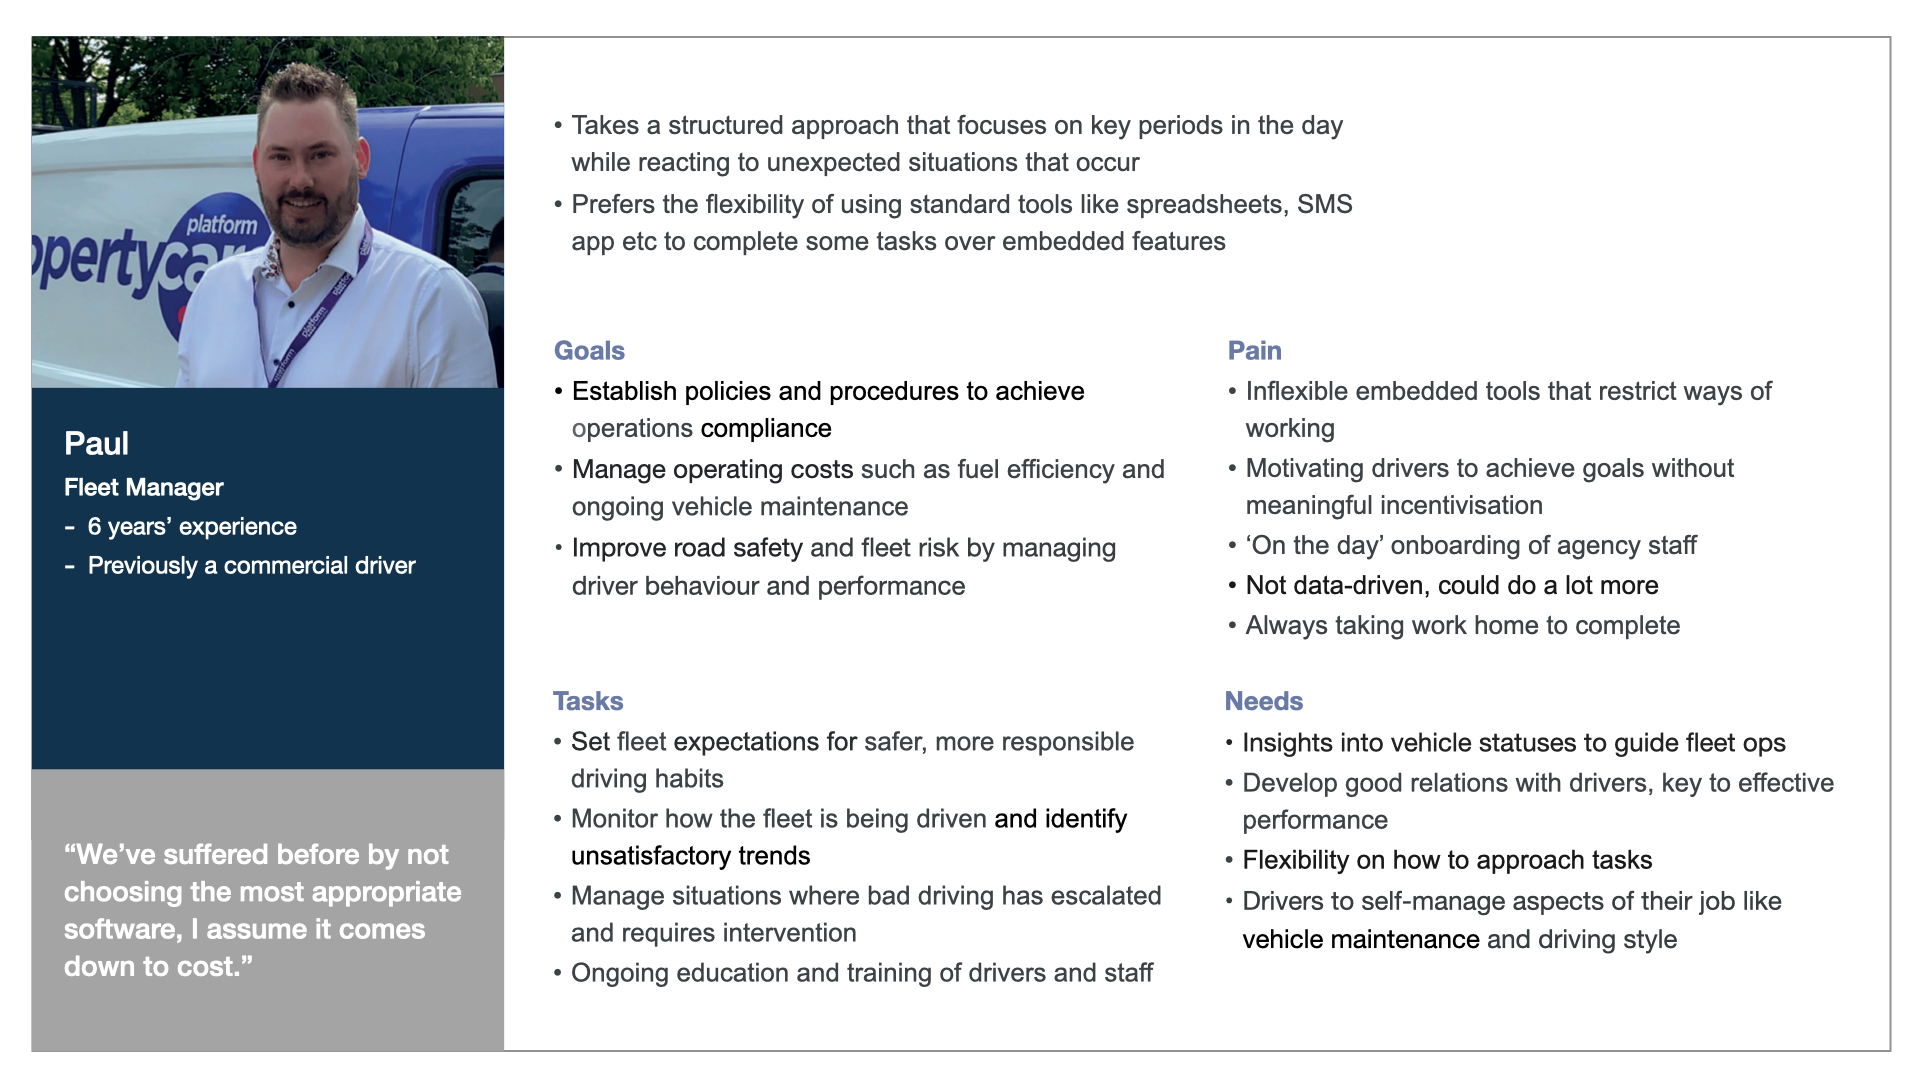 platform
opertycar
platform
platform
Paul
Fleet Manager
- 6 years’ experience
- Previously a commercial driver
“We’ve suffered before by not
choosing the most appropriate
software, I assume it comes
down to cost.”
• Takes a structured approach that focuses on key periods in the day
while reacting to unexpected situations that occur
• Prefers the flexibility of using standard tools like spreadsheets, SMS
app etc to complete some tasks over embedded features
Goals
• Establish policies and procedures to achieve
operations compliance
• Manage operating costs such as fuel efficiency and
ongoing vehicle maintenance
• Improve road safety and fleet risk by managing
driver behaviour and performance
Pain
• Inflexible embedded tools that restrict ways of
working
• Motivating drivers to achieve goals without
meaningful incentivisation
• ‘On the day’ onboarding of agency staff
• Not data-driven, could do a lot more
• Always taking work home to complete
Tasks
• Set fleet expectations for safer, more responsible
driving habits
• Monitor how the fleet is being driven and identify
unsatisfactory trends
• Manage situations where bad driving has escalated
and requires intervention
• Ongoing education and training of drivers and staff
Needs
• Insights into vehicle statuses to guide fleet ops
• Develop good relations with drivers, key to effective
performance
• Flexibility on how to approach tasks
• Drivers to self-manage aspects of their job like
vehicle maintenance and driving style